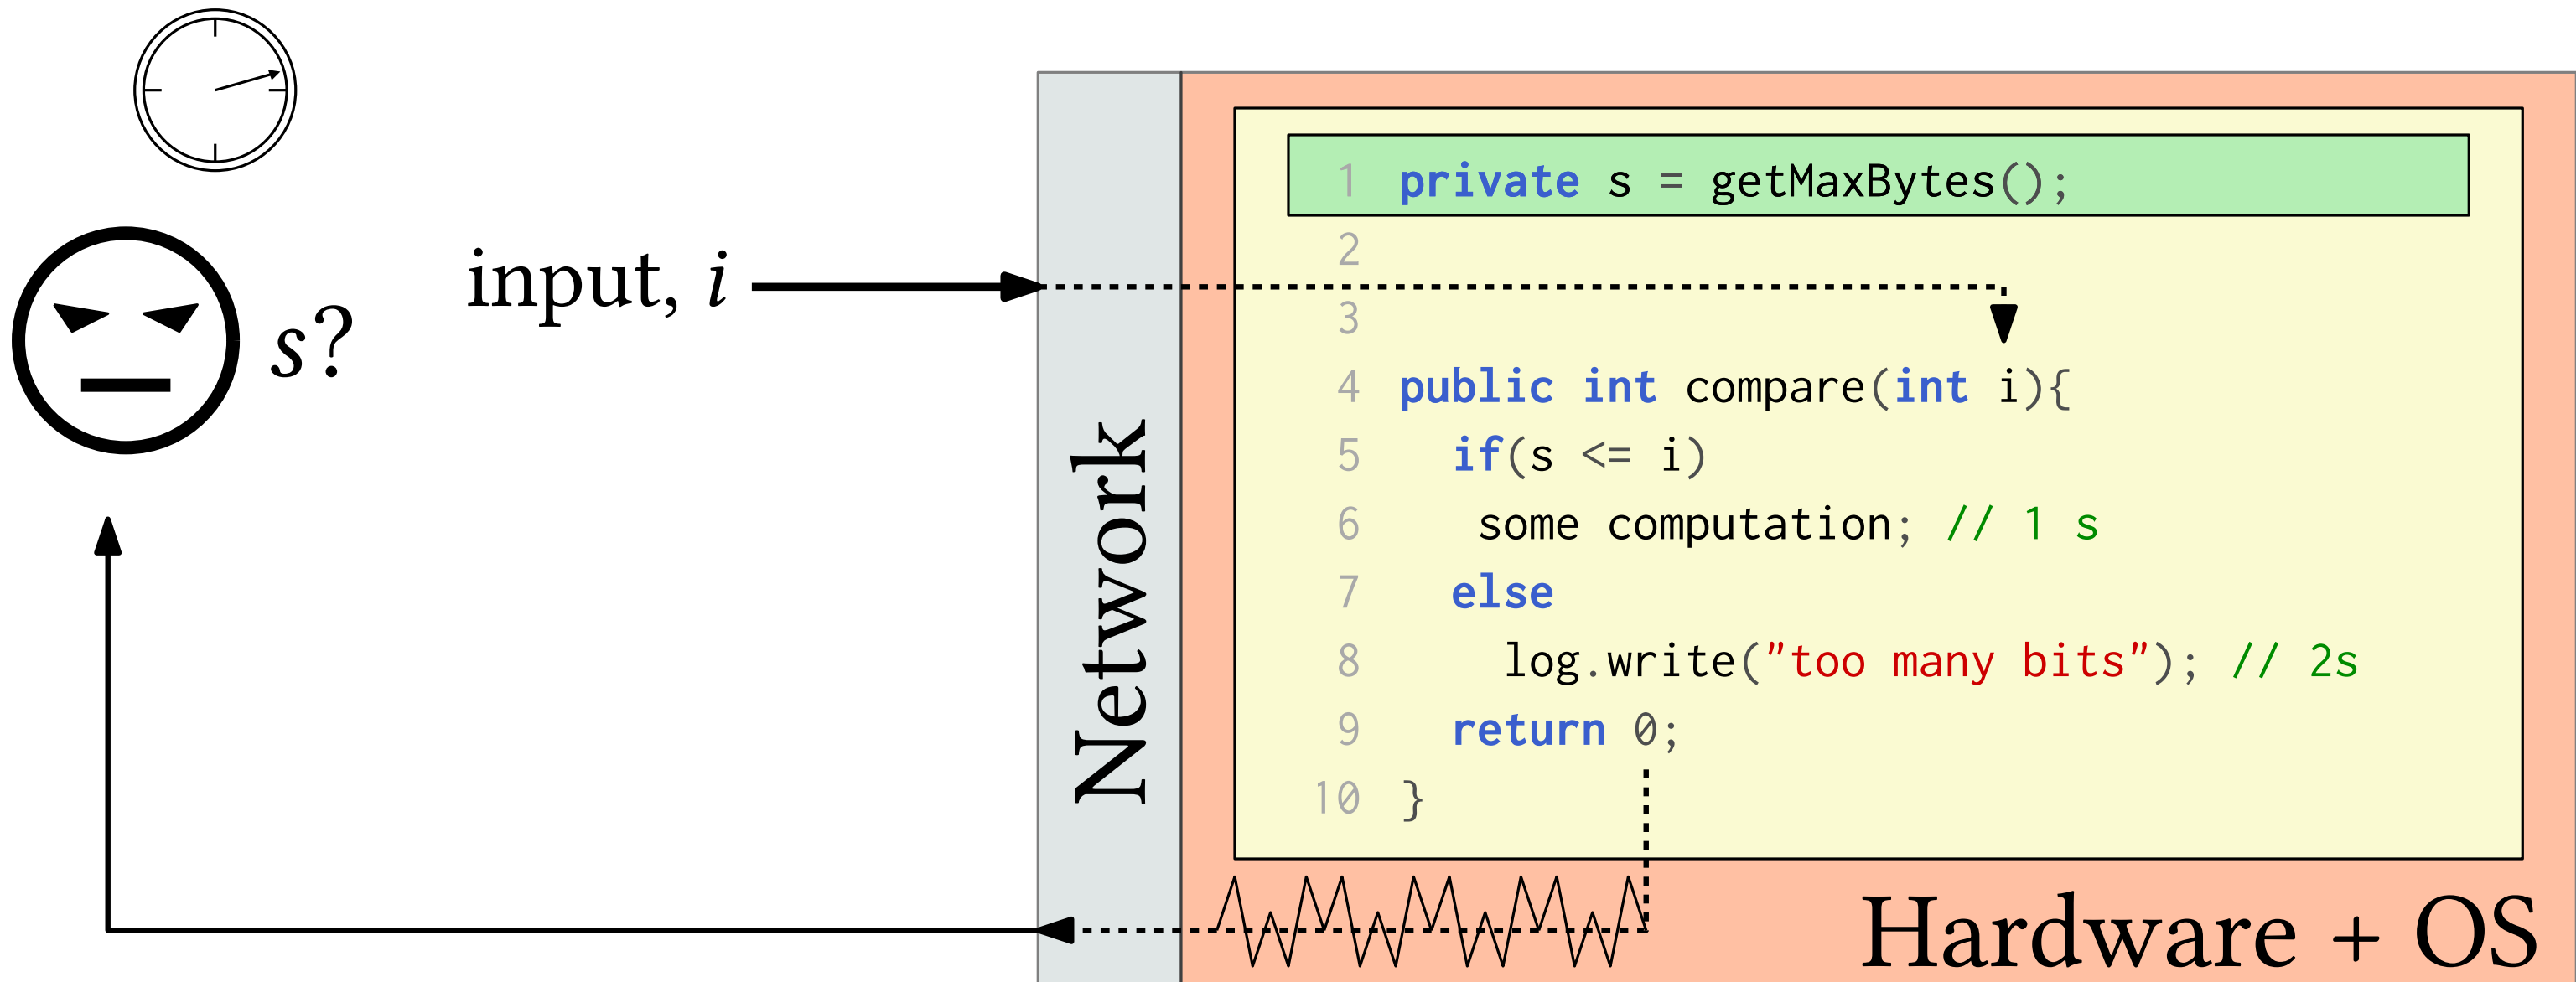 s?
input, i
Network
1 private s = getMaxBytes();
2
3
4 public int compare(int i){
5 if(s <= i)
6 some computation; // 1 s
7 else
8 log.write("too many bits"); // 2s
9 return 0;
10 }
Hardware + OS